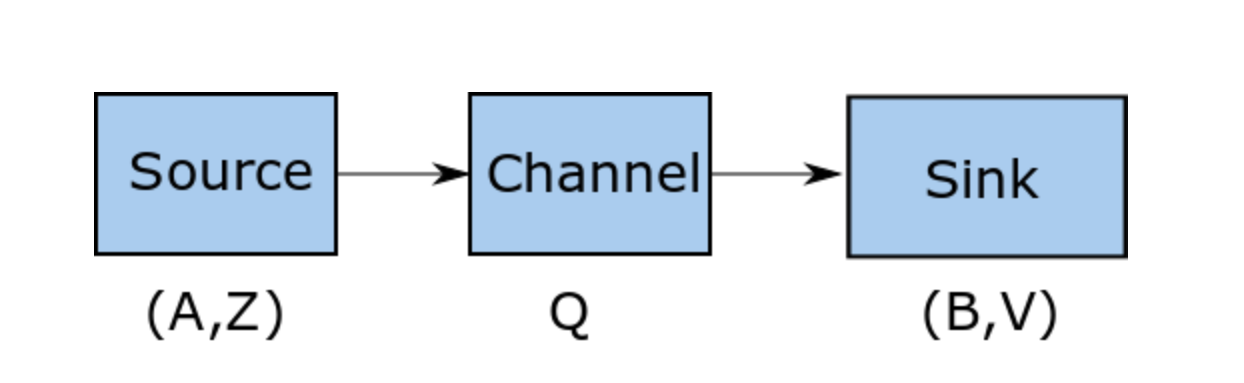 Source Channel Sink
(A,Z) Q (B,V)